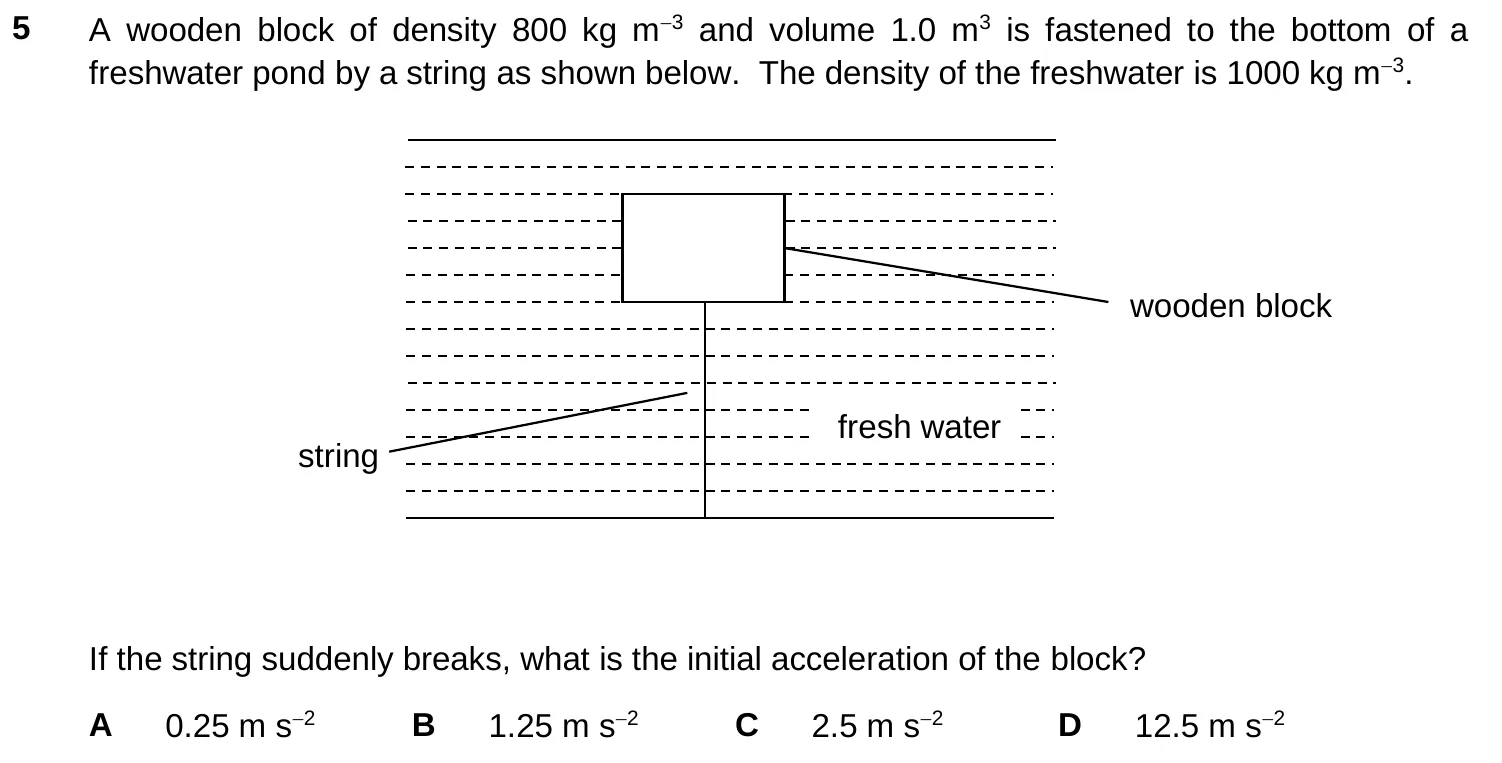 5 A wooden block of density 800 kg m⁻³ and volume 1.0 m³ is fastened to the bottom of a
freshwater pond by a string as shown below. The density of the freshwater is 1000 kg m⁻³.
wooden block
fresh water
string
If the string suddenly breaks, what is the initial acceleration of the block?
A 0.25 m s⁻² B 1.25 m s⁻² C 2.5 m s⁻² D 12.5 m s⁻²